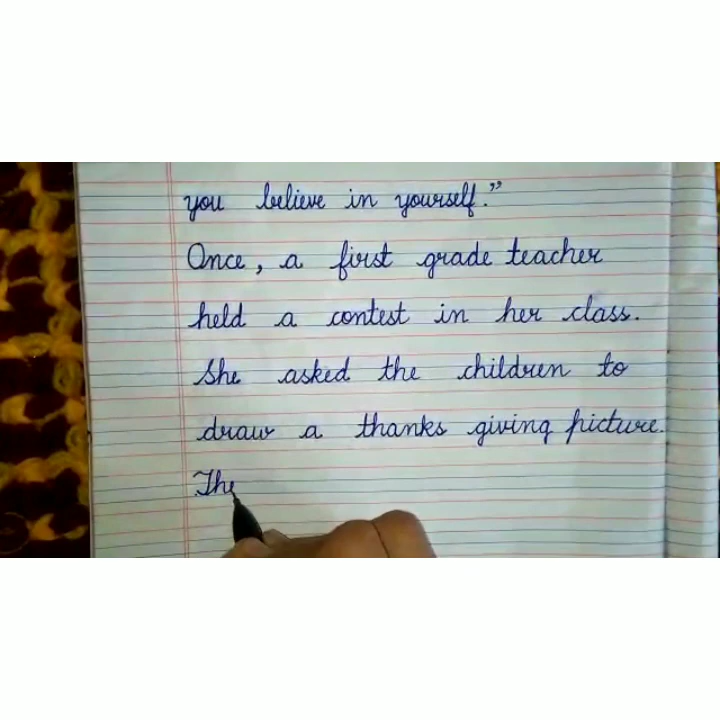 you believe in yourself.”
Once, a first grade teacher
held a contest in her class.
She asked the children to
draw a thanks giving picture.
The